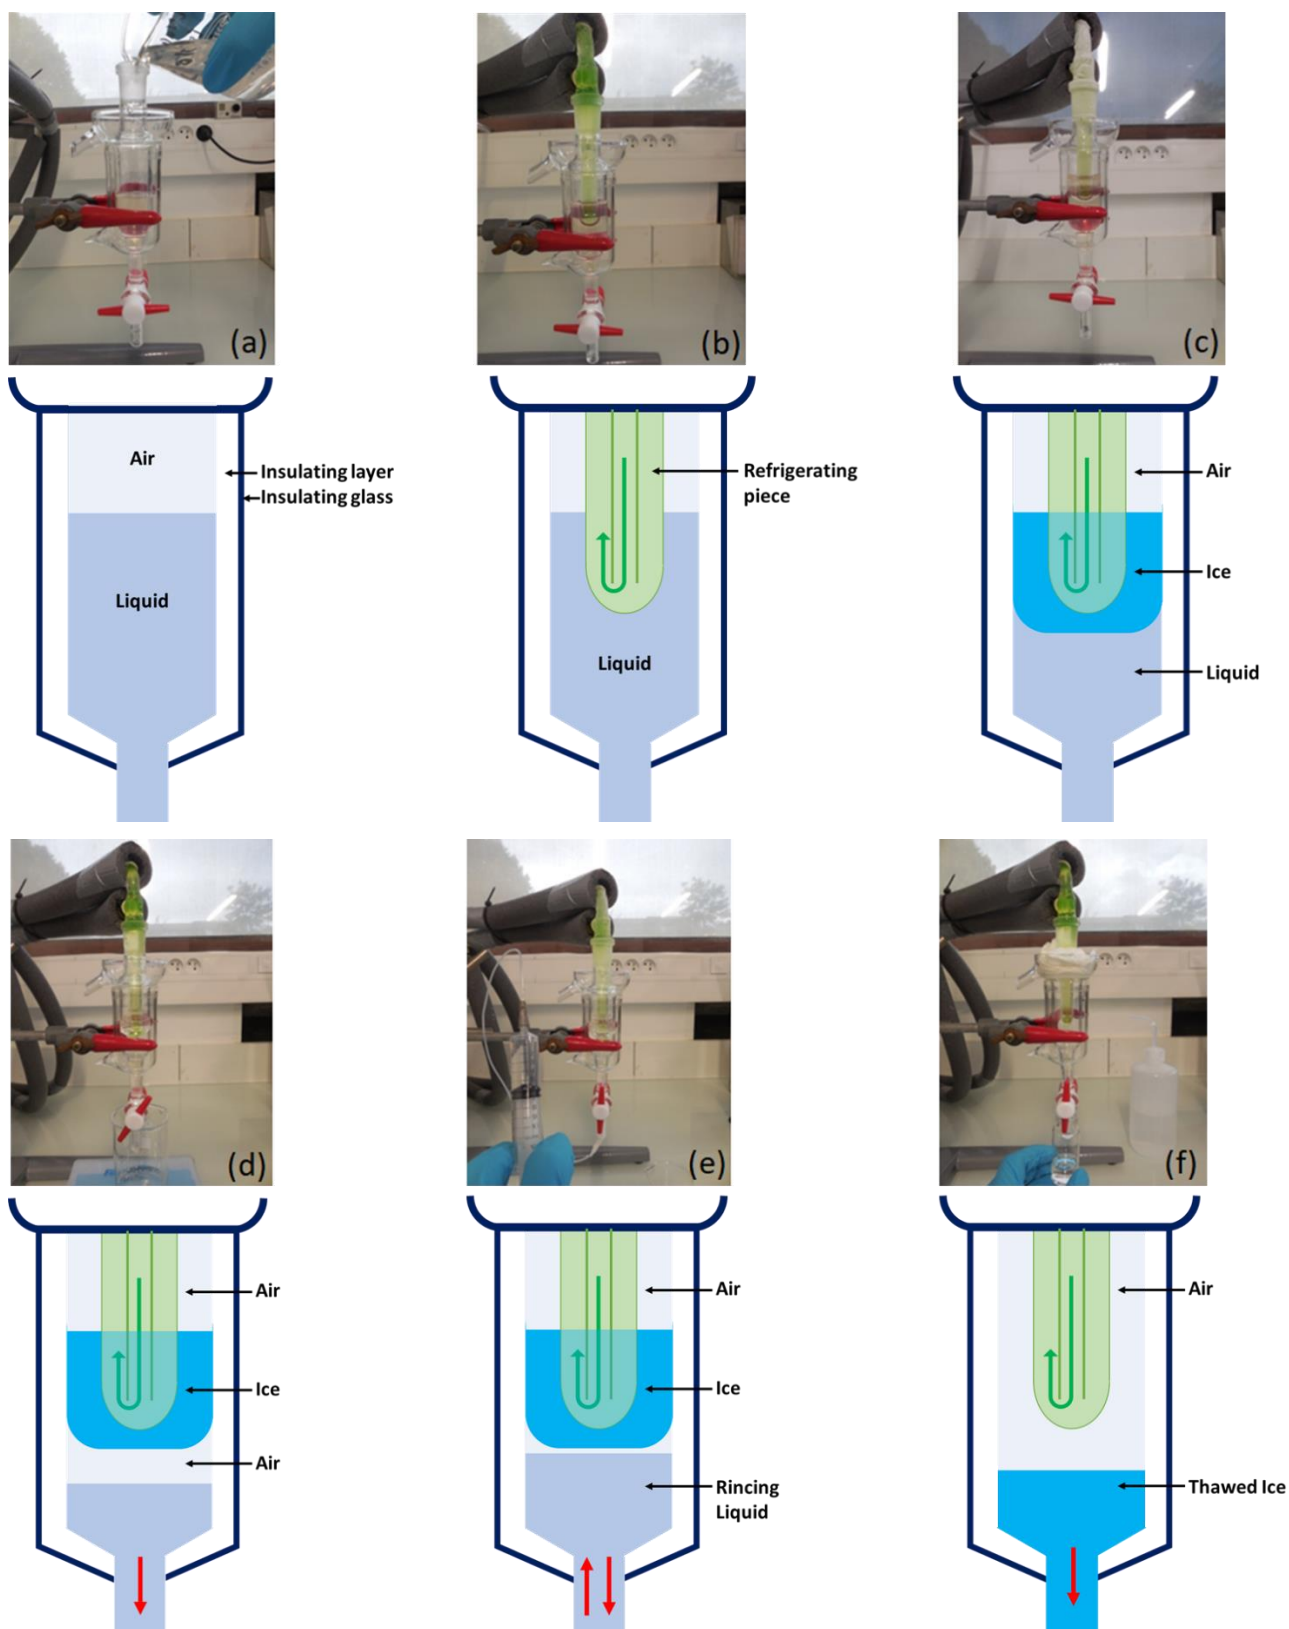 (a)
(b)
(c)
Air
Insulating layer
Insulating glass
Liquid
Refrigerating
piece
Liquid
Air
Ice
Liquid
(d)
(e)
(f)
Air
Ice
Air
Air
Ice
Rincing
Liquid
Air
Thawed Ice